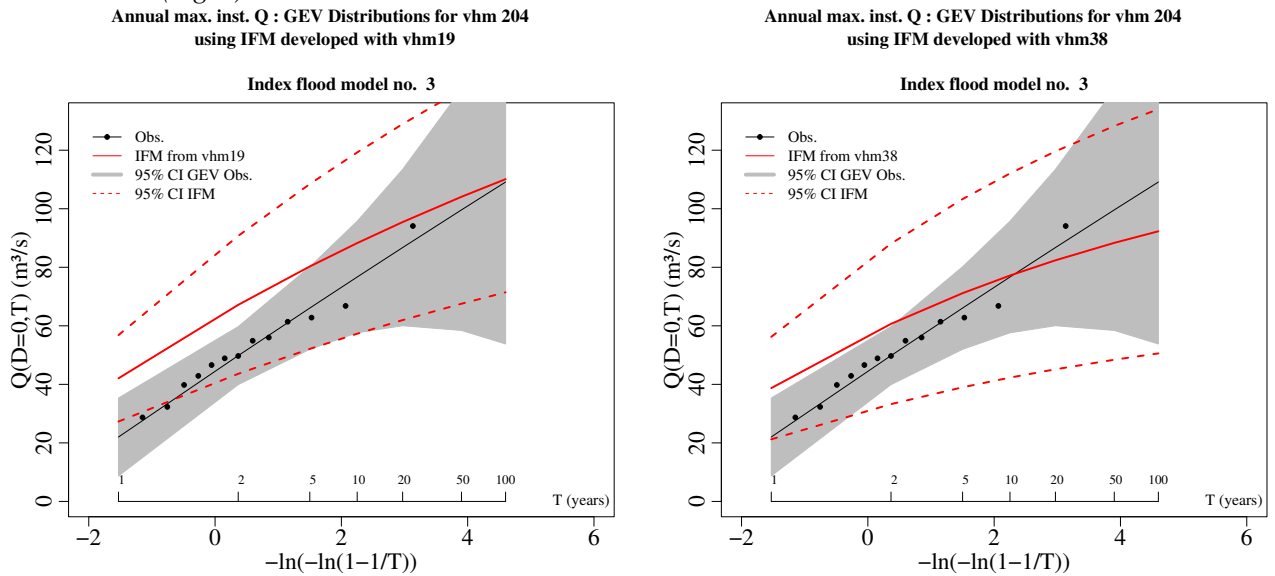 Annual max. inst. Q : GEV Distributions for vhm 204
using IFM developed with vhm19
Index flood model no. 3
Obs.
IFM from vhm19
95% CI GEV Obs.
95% CI IFM
Q(D=0,T) (m³/s)
0 20 40 60 80 100 120
1 2 5 10 20 50 100
T (years)
−2 0 2 4 6
−ln(−ln(1−1/T))
Annual max. inst. Q : GEV Distributions for vhm 204
using IFM developed with vhm38
Index flood model no. 3
Obs.
IFM from vhm38
95% CI GEV Obs.
95% CI IFM
Q(D=0,T) (m³/s)
0 20 40 60 80 100 120
1 2 5 10 20 50 100
T (years)
−2 0 2 4 6
−ln(−ln(1−1/T))